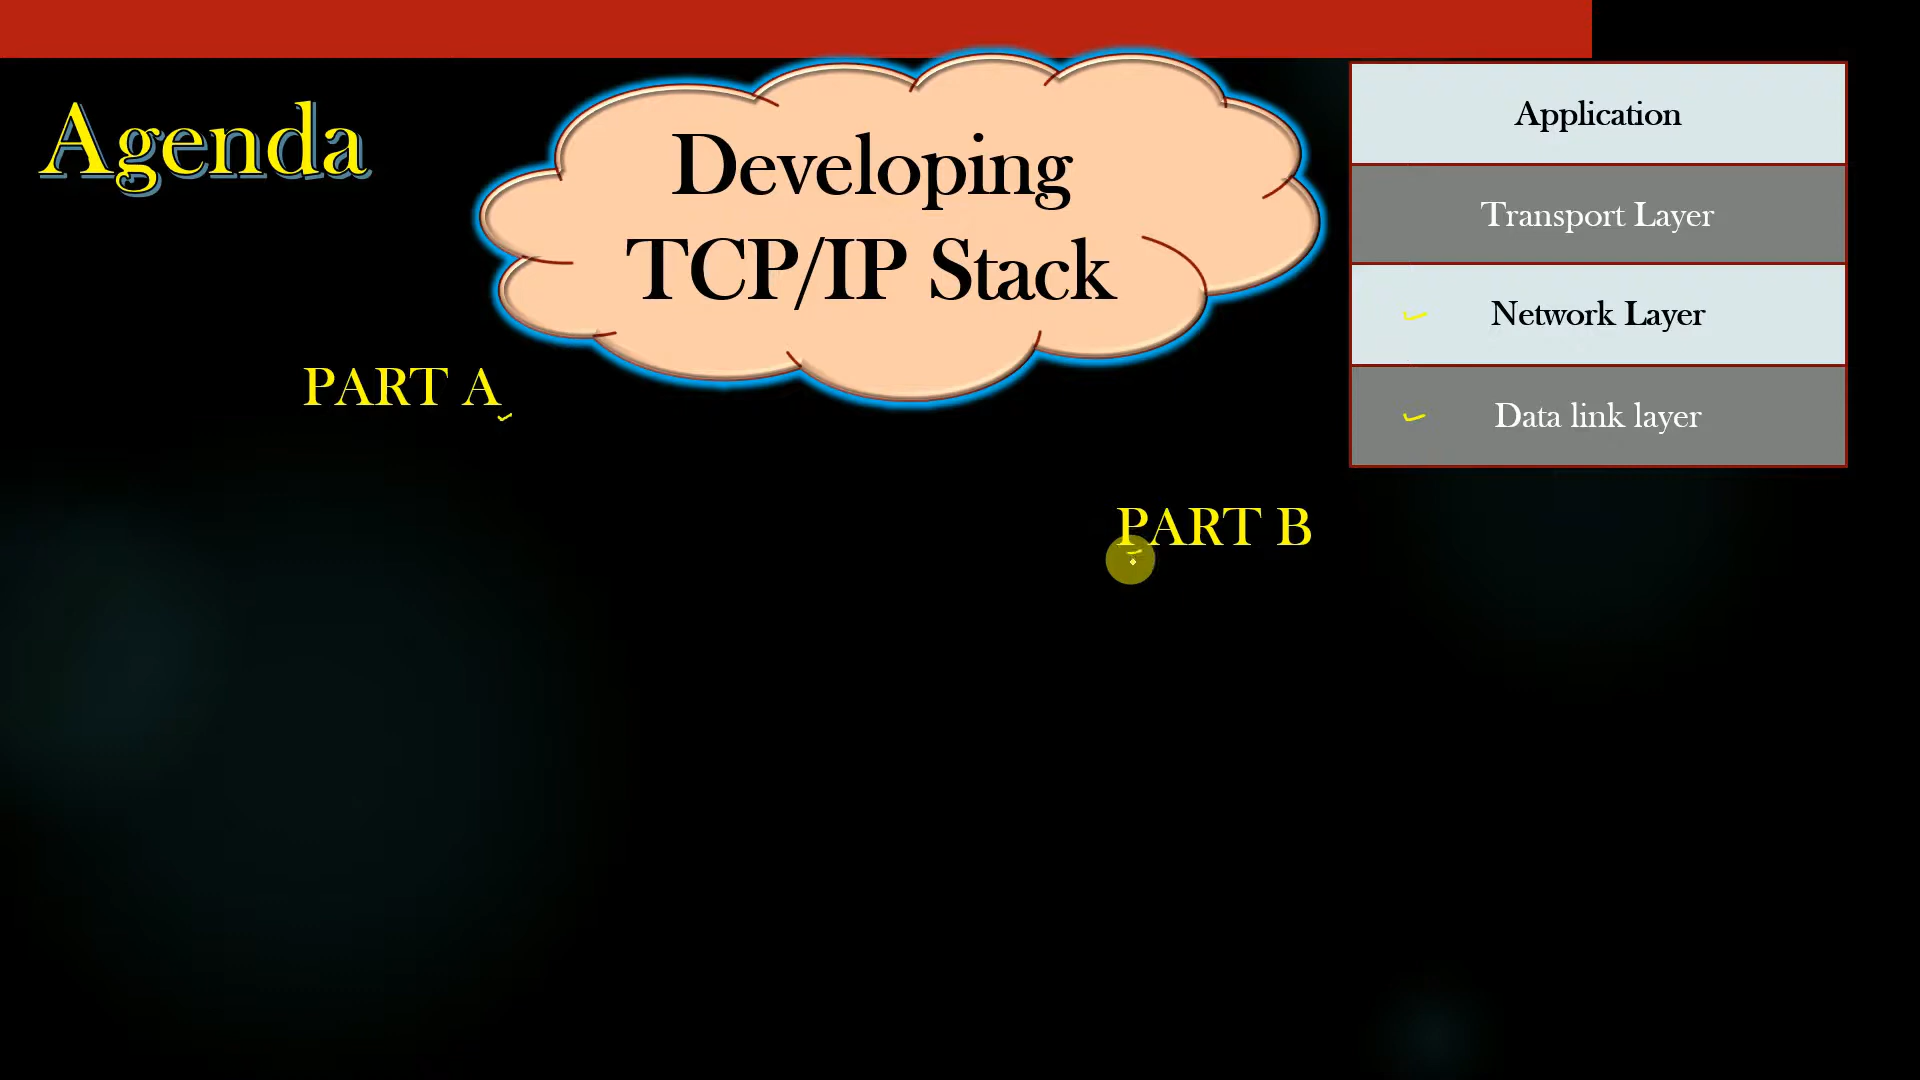 Agenda
Developing
TCP/IP Stack
Application
Transport Layer
Network Layer
Data link layer
PART A
PART B